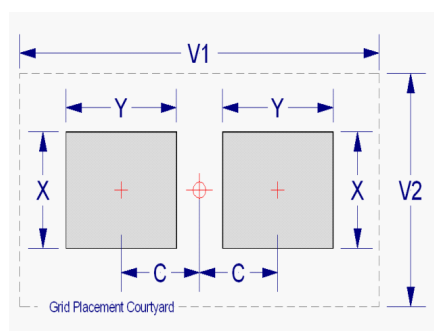 V1
Y Y
X X V2
C C
Grid Placement Courtyard